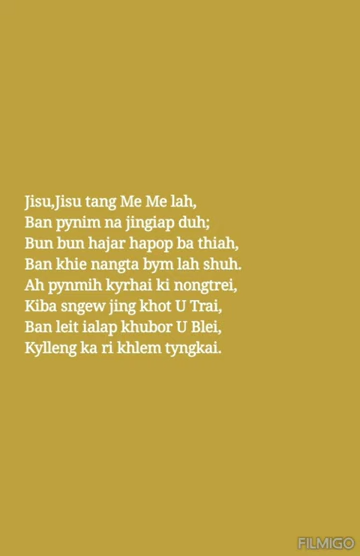 Jisu,Jisu tang Me Me lah,
Ban pynim na jingiap duh;
Bun bun hajar hapop ba thiah,
Ban khie nangta bym lah shuh.
Ah pynmih kyrhai ki nongtrei,
Kiba sngew jing khot U Trai,
Ban leit ialap khubor U Blei,
Kylleng ka ri khlem tyngkai.
FILMIGO